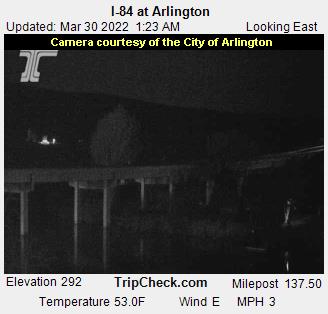 I-84 at Arlington
Updated: Mar 30 2022 1:23 AM Looking East
Camera courtesy of the City of Arlington
Elevation 292 TripCheck.com Milepost 137.50
Temperature 53.0F Wind E MPH 3